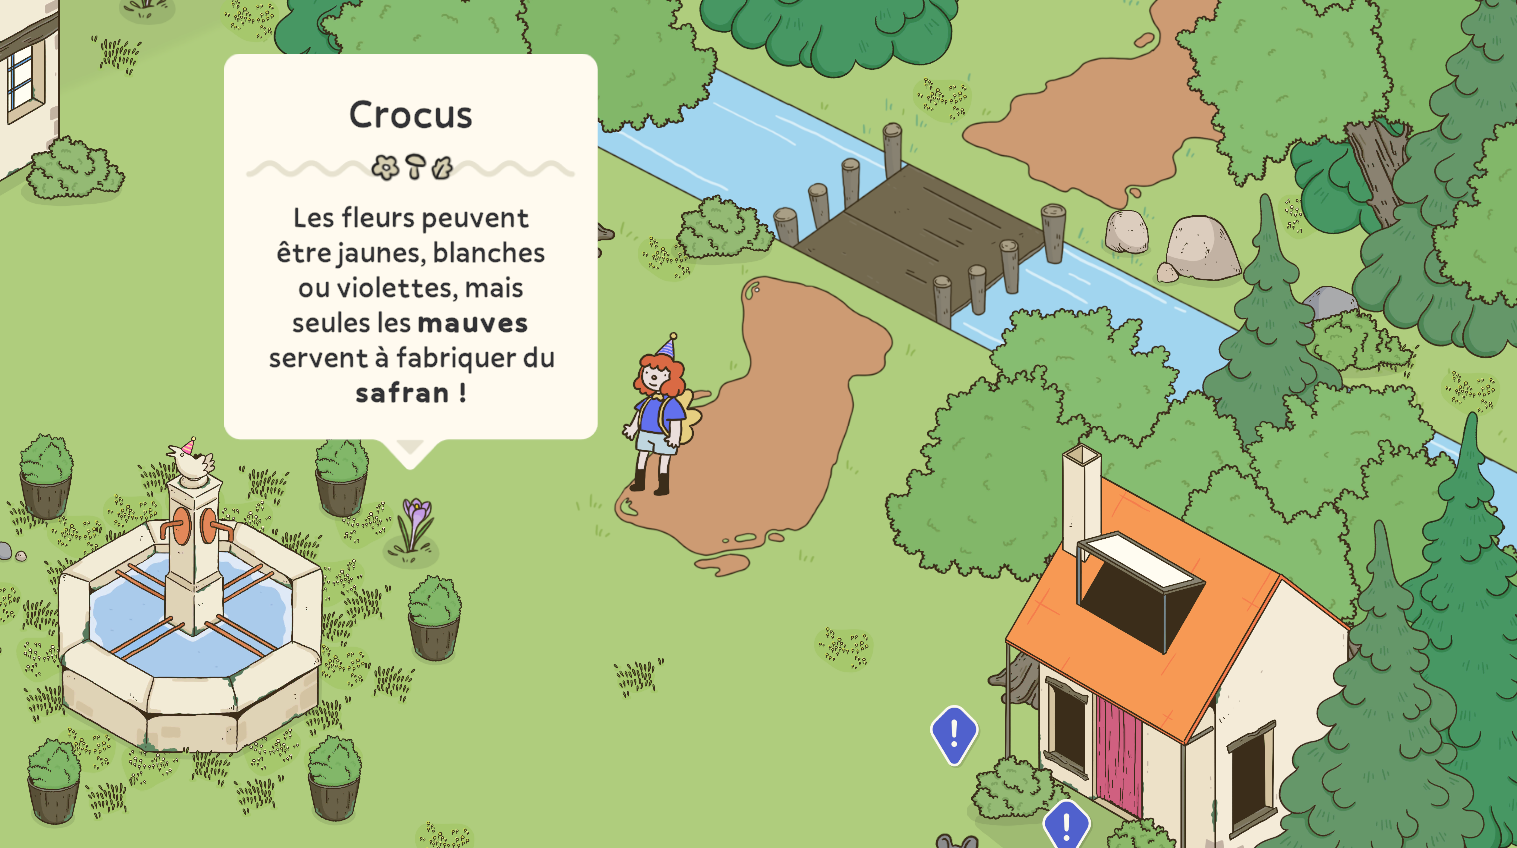 Crocus
Les fleurs peuvent
être jaunes, blanches
ou violettes, mais
seules les mauves
servent à fabriquer du
safran !
!
!